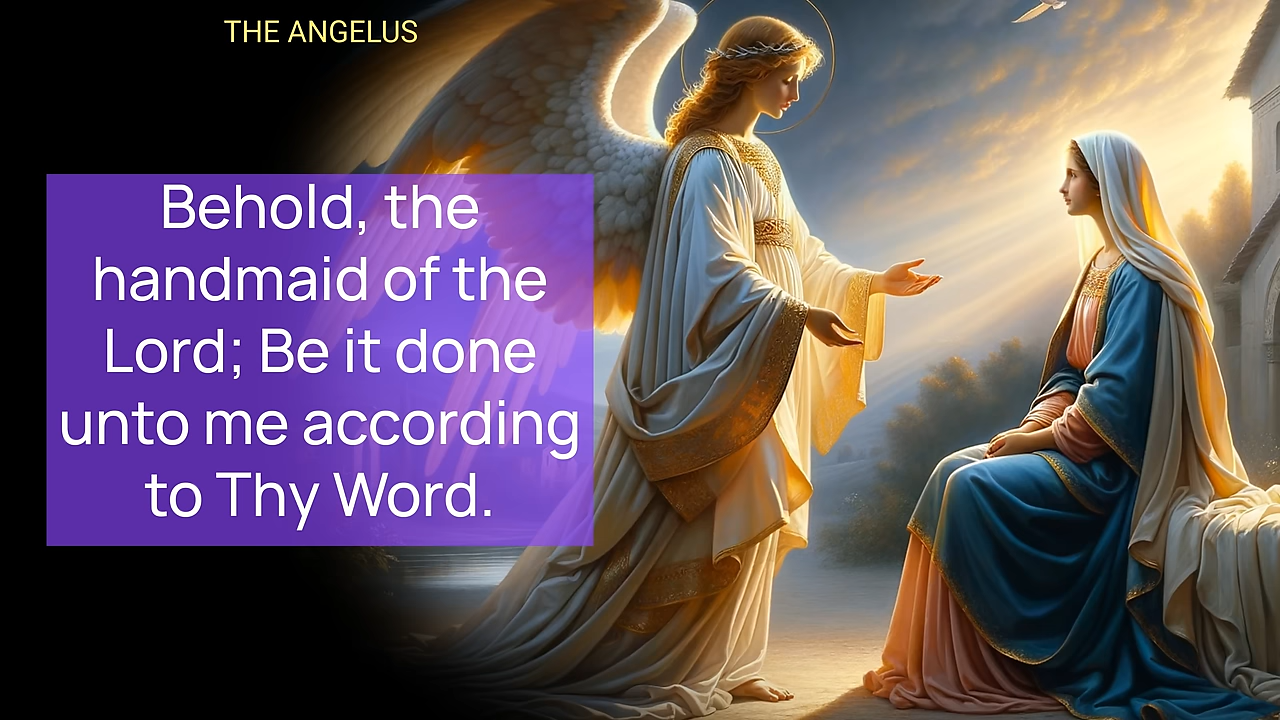 THE ANGELUS
Behold, the
handmaid of the
Lord; Be it done
unto me according
to Thy Word.